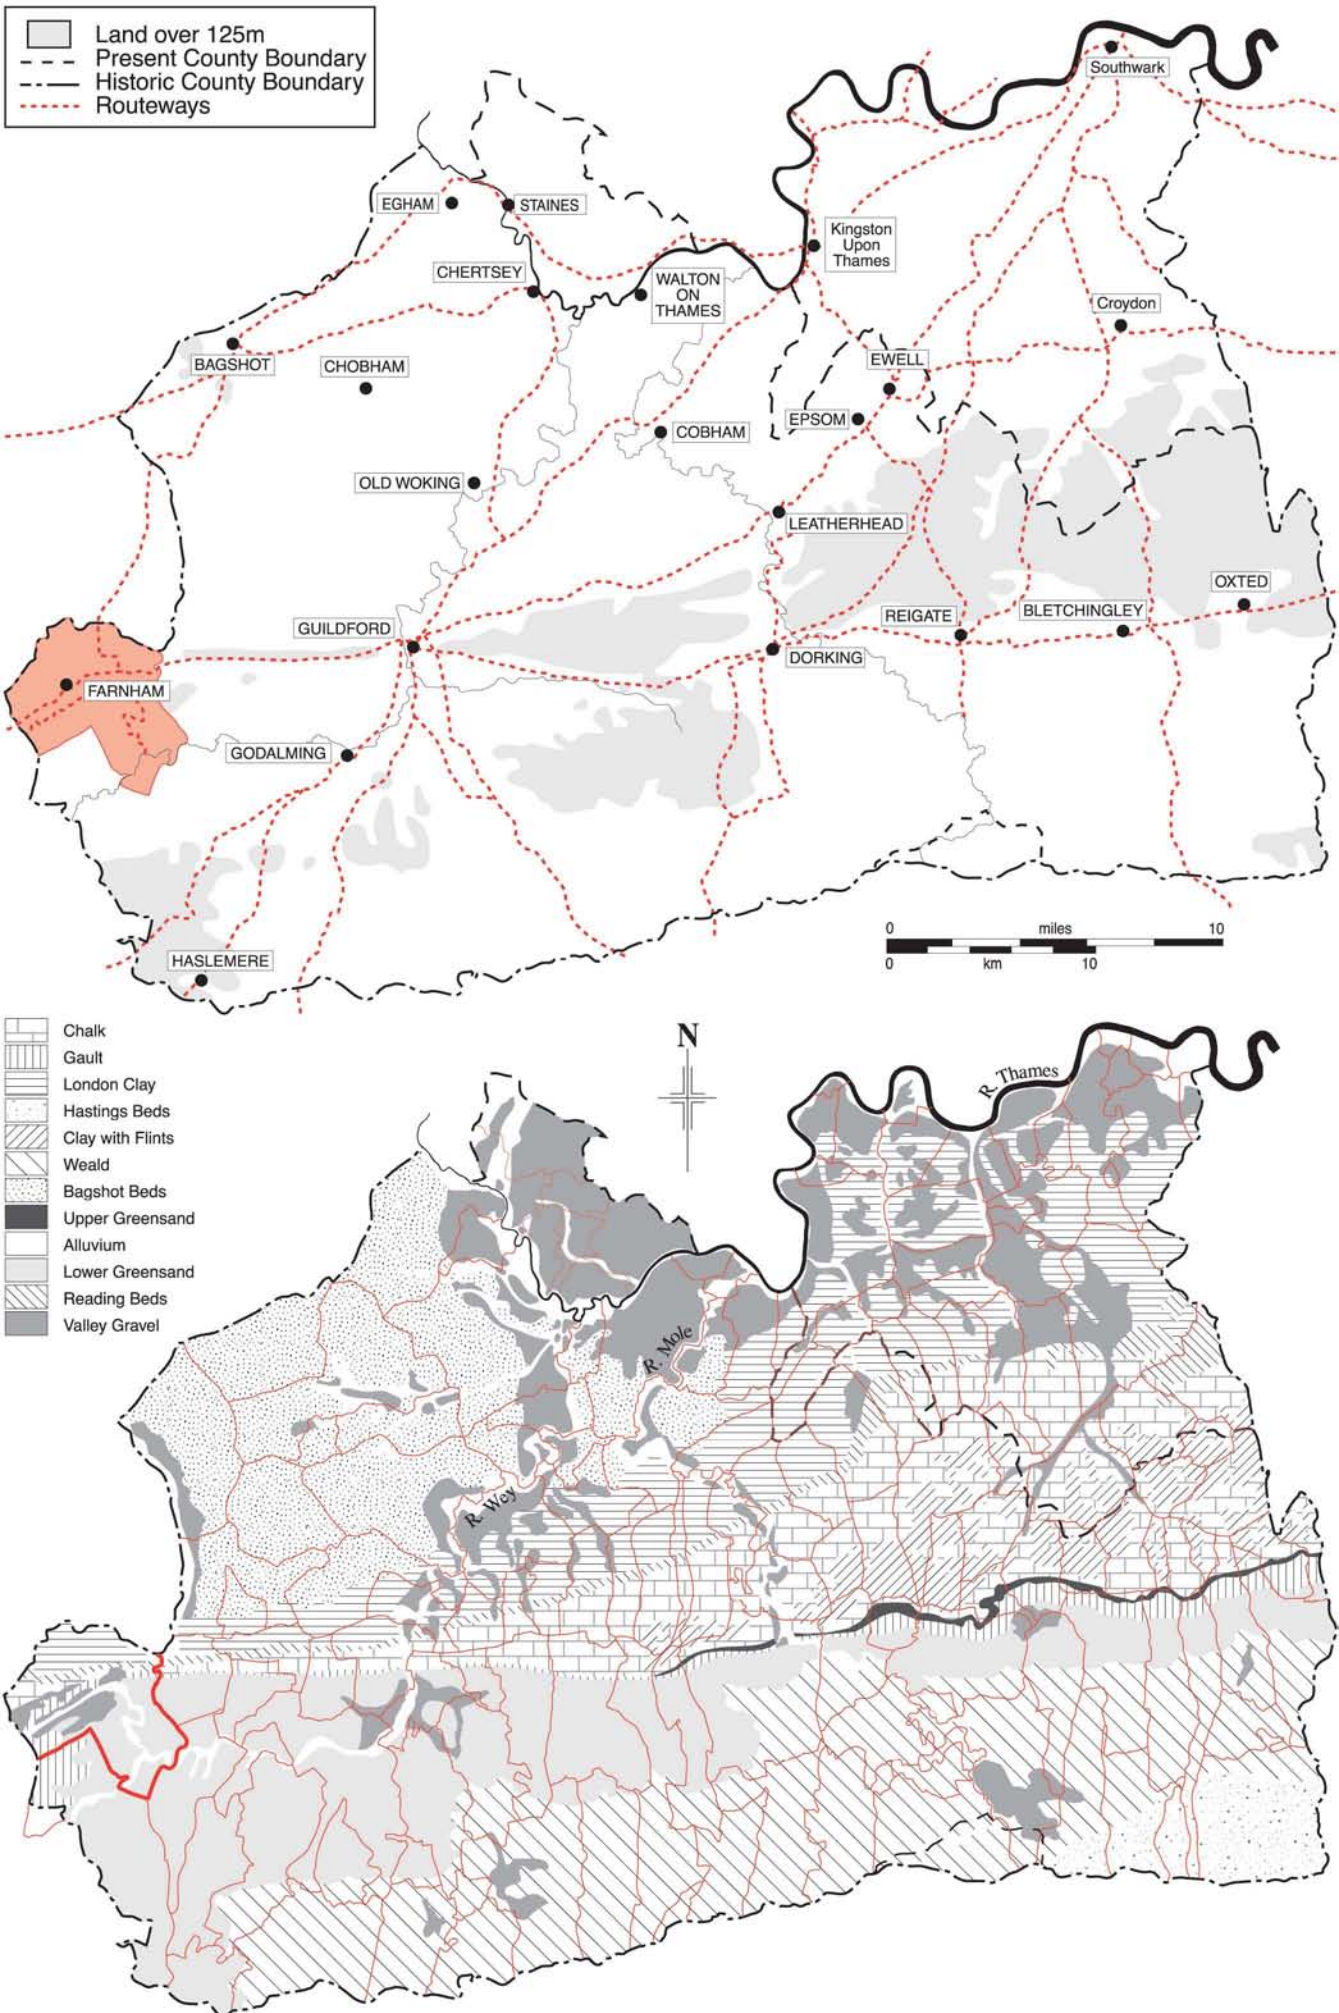 Land over 125m
Present County Boundary
Historic County Boundary
Routeways
Southwark
EGHAM
STAINES
Kingston
Upon
Thames
CHERTSEY
WALTON
ON
THAMES
Croydon
BAGSHOT
CHOBHAM
EWELL
EPSOM
COBHAM
OLD WOKING
LEATHERHEAD
OXTED
REIGATE
BLETCHINGLEY
GUILDFORD
DORKING
FARNHAM
GODALMING
HASLEMERE
0 miles 10
0 km 10
Chalk
Gault
London Clay
Hastings Beds
Clay with Flints
Weald
Bagshot Beds
Upper Greensand
Alluvium
Lower Greensand
Reading Beds
Valley Gravel
N
R. Thames
R. Mole
R. Wey